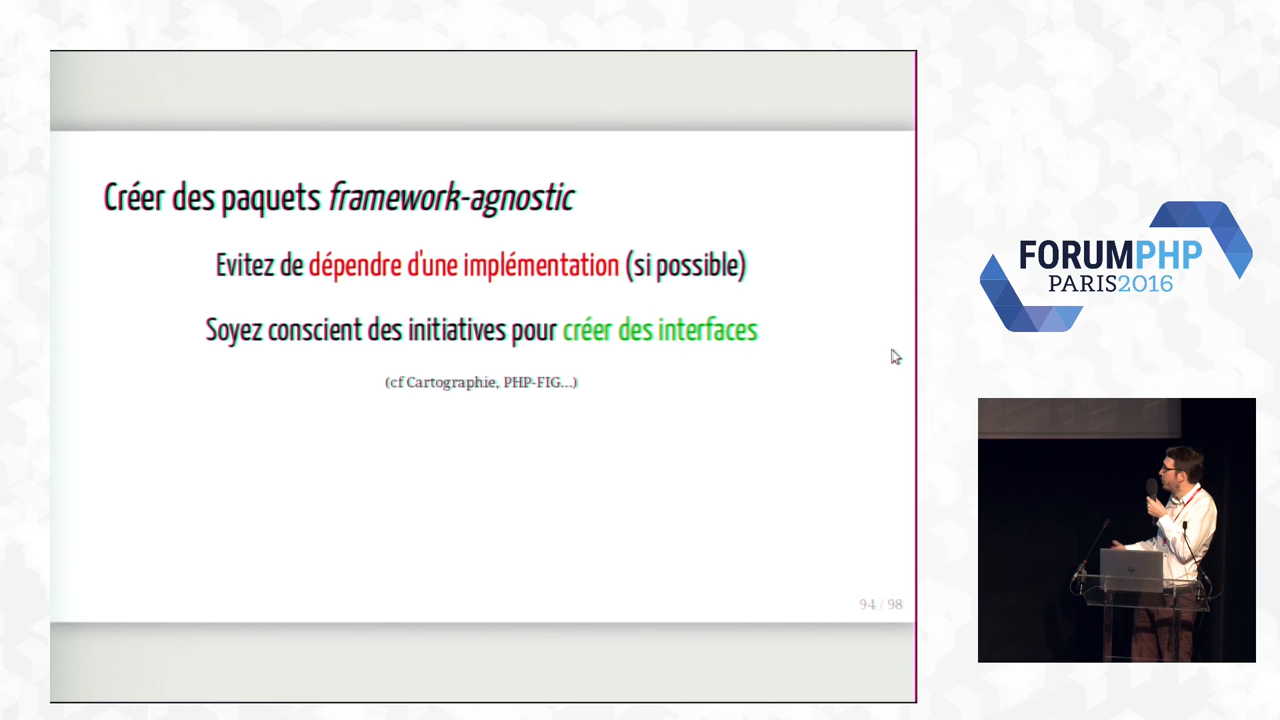 Créer des paquets framework-agnostic
Evitez de dépendre d'une implémentation (si possible)
Soyez conscient des initiatives pour créer des interfaces
(cf Cartographie, PHP-FIG...)
94 / 98
FORUMPHP
PARIS2016